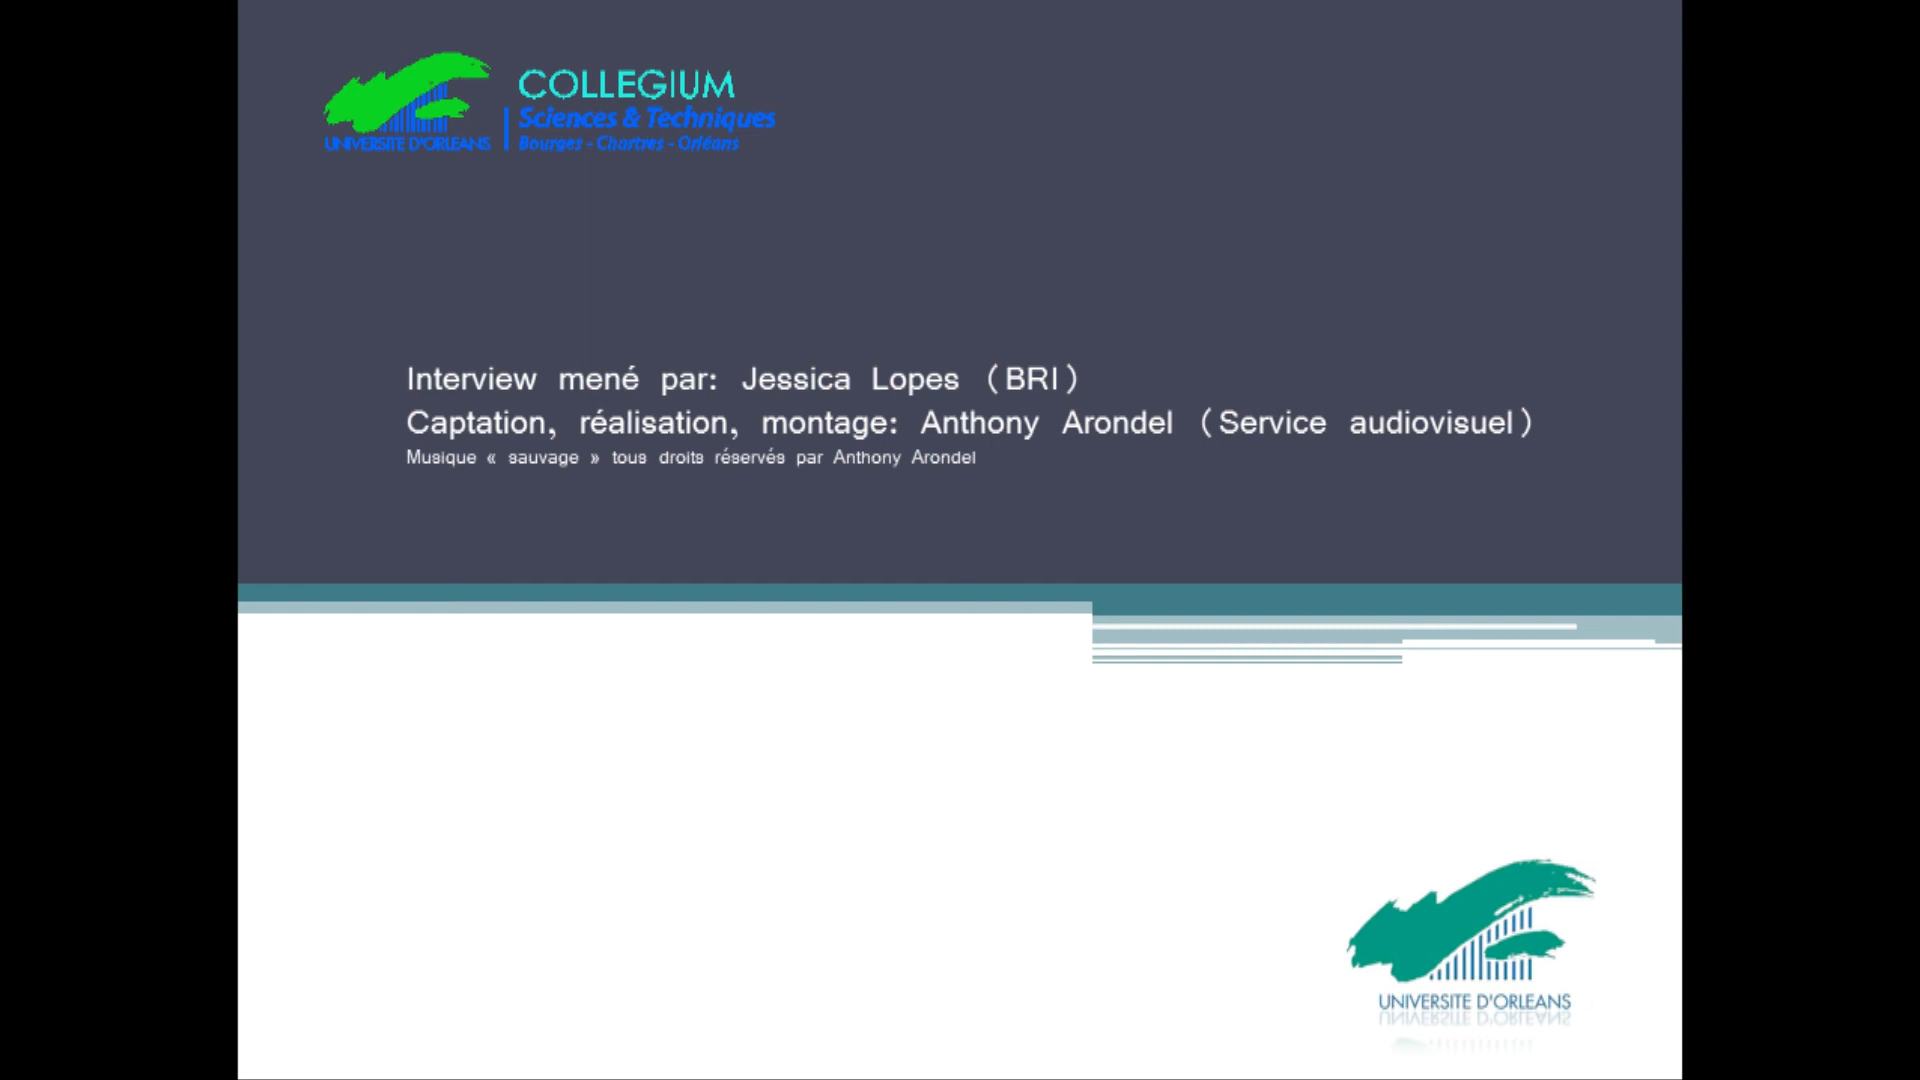 COLLEGIUM
Sciences & Techniques
UNIVERSITE D'ORLEANS
Bourges - Chartres - Orléans
Interview mené par: Jessica Lopes (BRI)
Captation, réalisation, montage: Anthony Arondel (Service audiovisuel)
Musique « sauvage » tous droits réservés par Anthony Arondel
UNIVERSITE D'ORLEANS